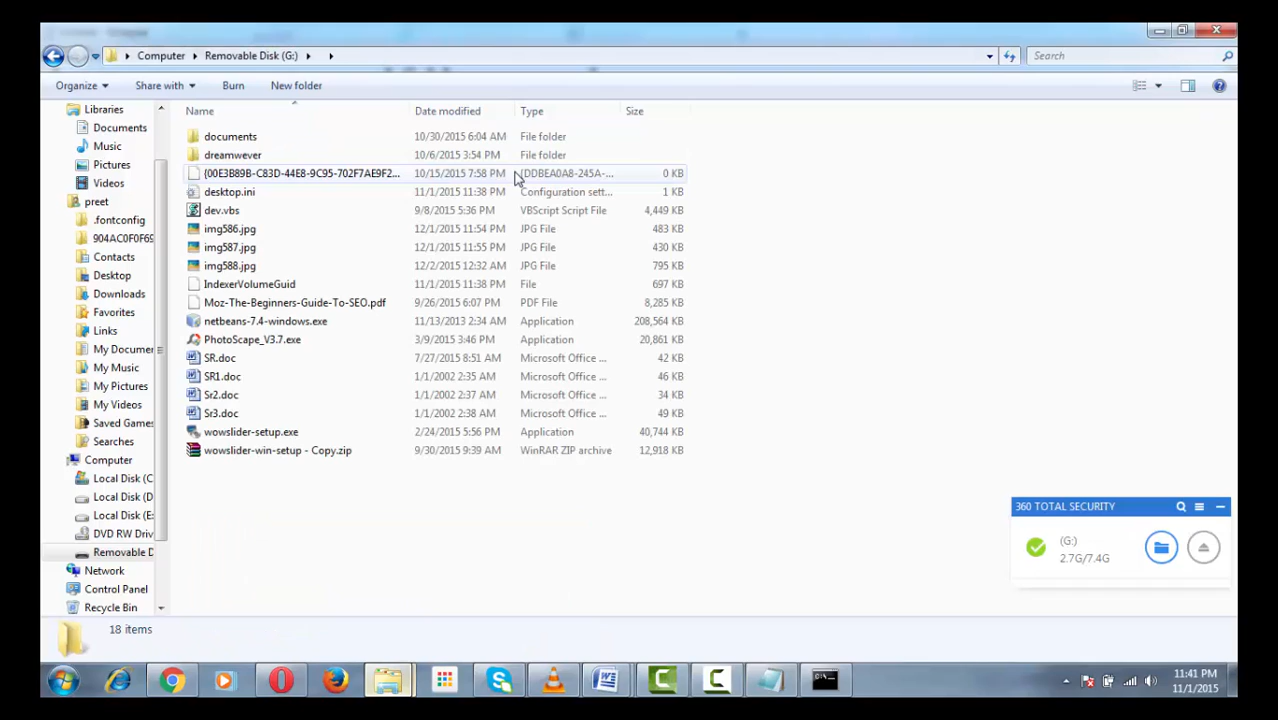 Computer Removable Disk (G:) Search
Organize Share with Burn New folder
Libraries
Documents
Music
Pictures
Videos
preet
.fontconfig
904AC0F0F69
Contacts
Desktop
Downloads
Favorites
Links
My Documer
My Music
My Pictures
My Videos
Saved Games
Searches
Computer
Local Disk (C
Local Disk (D
Local Disk (E:
DVD RW Driv
Removable D
Network
Control Panel
Recycle Bin
Name Date modified Type Size
documents 10/30/2015 6:04 AM File folder
dreamwever 10/6/2015 3:54 PM File folder
{00E3B89B-C83D-44E8-9C95-702F7AE9F2... 10/15/2015 7:58 PM {DDBEA0A8-245A-... 0 KB
desktop.ini 11/1/2015 11:38 PM Configuration sett... 1 KB
dev.vbs 9/8/2015 5:36 PM VBScript Script File 4,449 KB
img586.jpg 12/1/2015 11:54 PM JPG File 483 KB
img587.jpg 12/1/2015 11:55 PM JPG File 430 KB
img588.jpg 12/2/2015 12:32 AM JPG File 795 KB
IndexerVolumeGuid 11/1/2015 11:38 PM File 697 KB
Moz-The-Beginners-Guide-To-SEO.pdf 9/26/2015 6:07 PM PDF File 8,285 KB
netbeans-7.4-windows.exe 11/13/2013 2:34 AM Application 208,564 KB
PhotoScape_V3.7.exe 3/9/2015 3:46 PM Application 20,861 KB
SR.doc 7/27/2015 8:51 AM Microsoft Office ... 42 KB
SR1.doc 1/1/2002 2:35 AM Microsoft Office ... 46 KB
Sr2.doc 1/1/2002 2:37 AM Microsoft Office ... 34 KB
Sr3.doc 1/1/2002 2:38 AM Microsoft Office ... 49 KB
wowslider-setup.exe 2/24/2015 5:56 PM Application 40,744 KB
wowslider-win-setup - Copy.zip 9/30/2015 9:39 AM WinRAR ZIP archive 12,918 KB
360 TOTAL SECURITY
(G:)
2.7G/7.4G
18 items
11:41 PM
11/1/2015